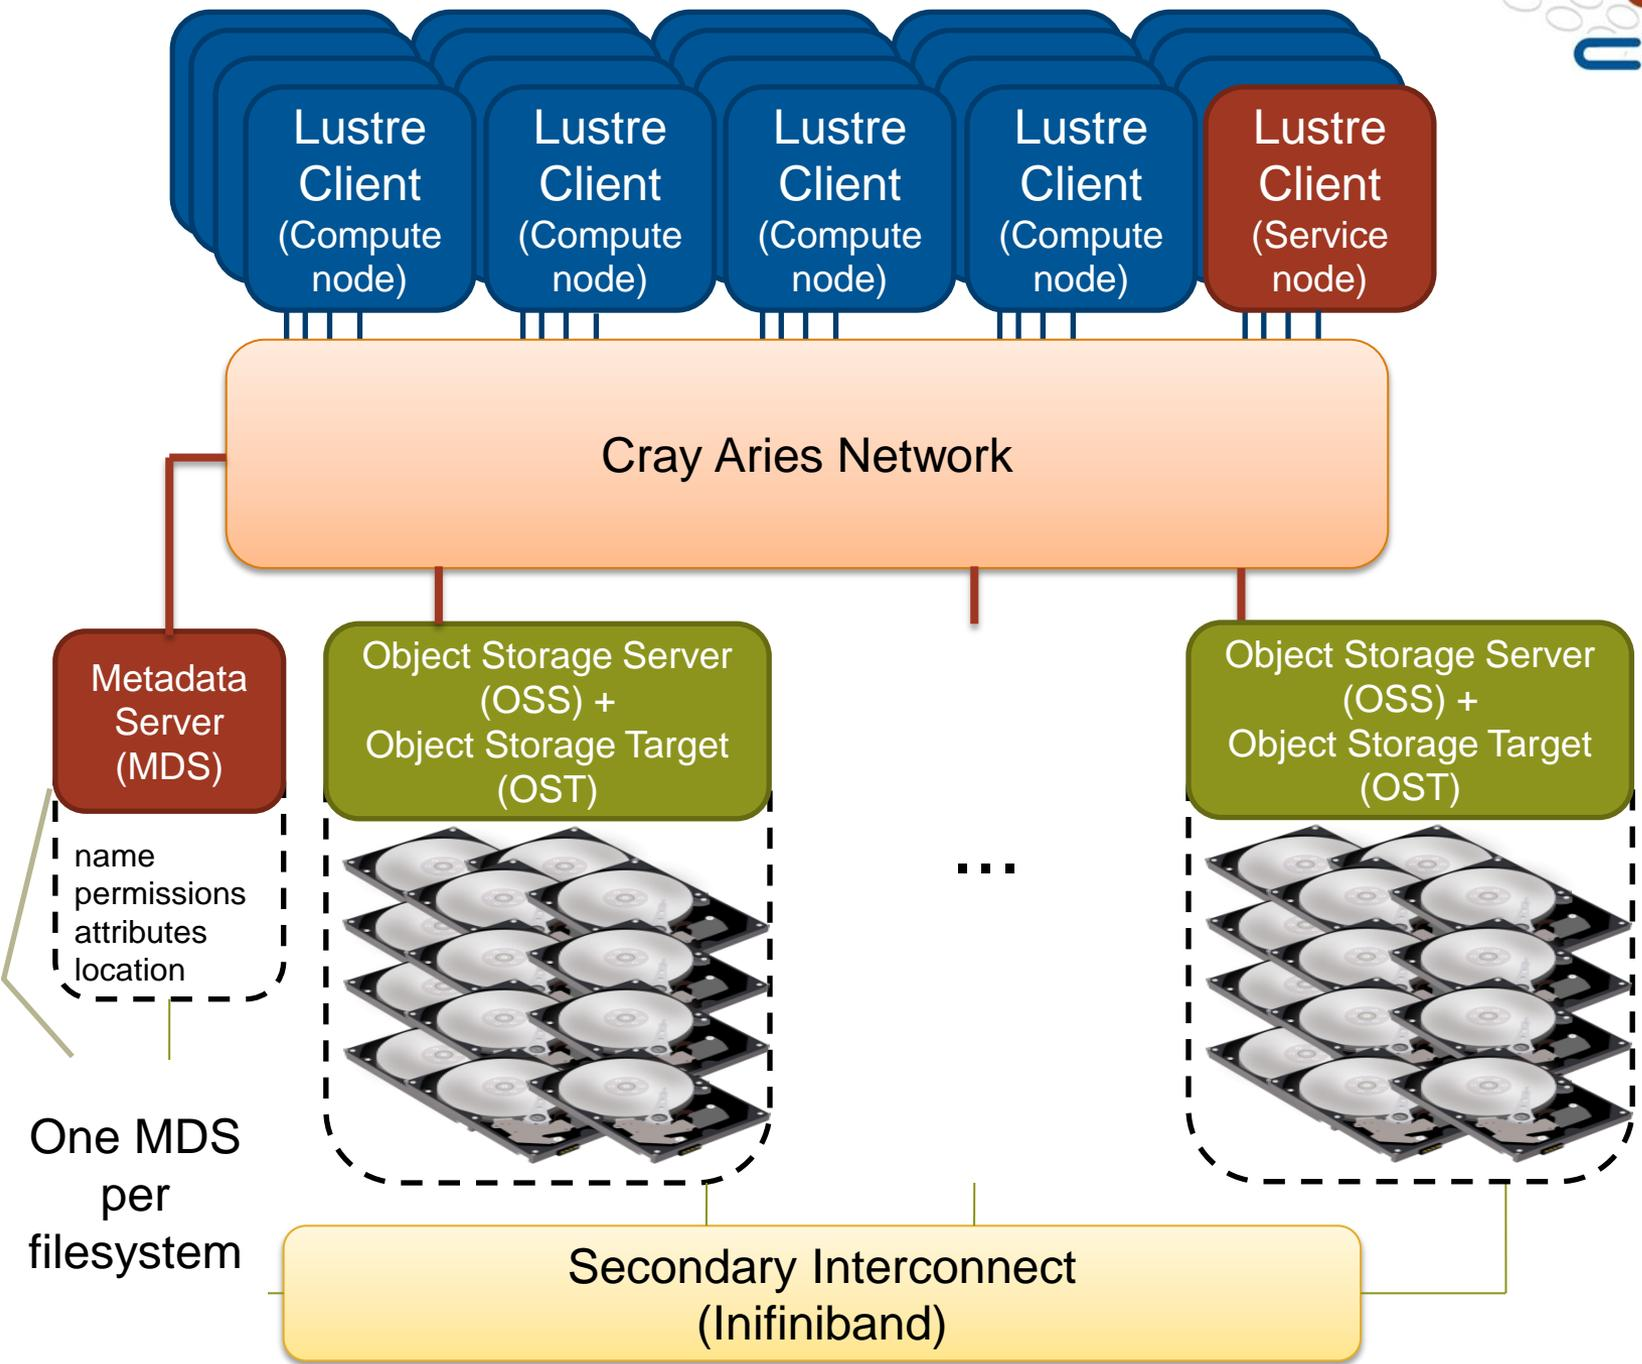 Lustre
Client
(Compute
node)
Lustre
Client
(Compute
node)
Lustre
Client
(Compute
node)
Lustre
Client
(Compute
node)
Lustre
Client
(Service
node)
Cray Aries Network
Metadata
Server
(MDS)
name
permissions
attributes
location
One MDS
per
filesystem
Object Storage Server
(OSS) +
Object Storage Target
(OST)
...
Object Storage Server
(OSS) +
Object Storage Target
(OST)
Secondary Interconnect
(Inifiniband)